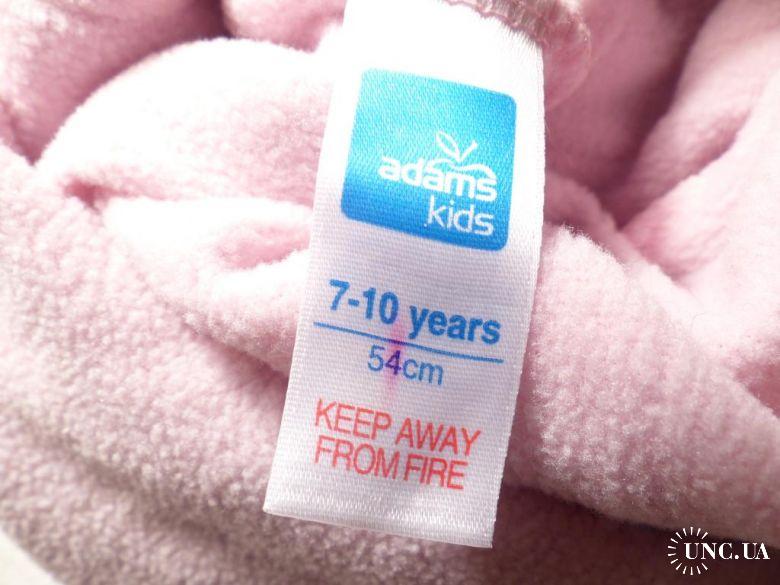 adams
kids
7-10 years
54cm
KEEP AWAY
FROM FIRE
UNC.UA